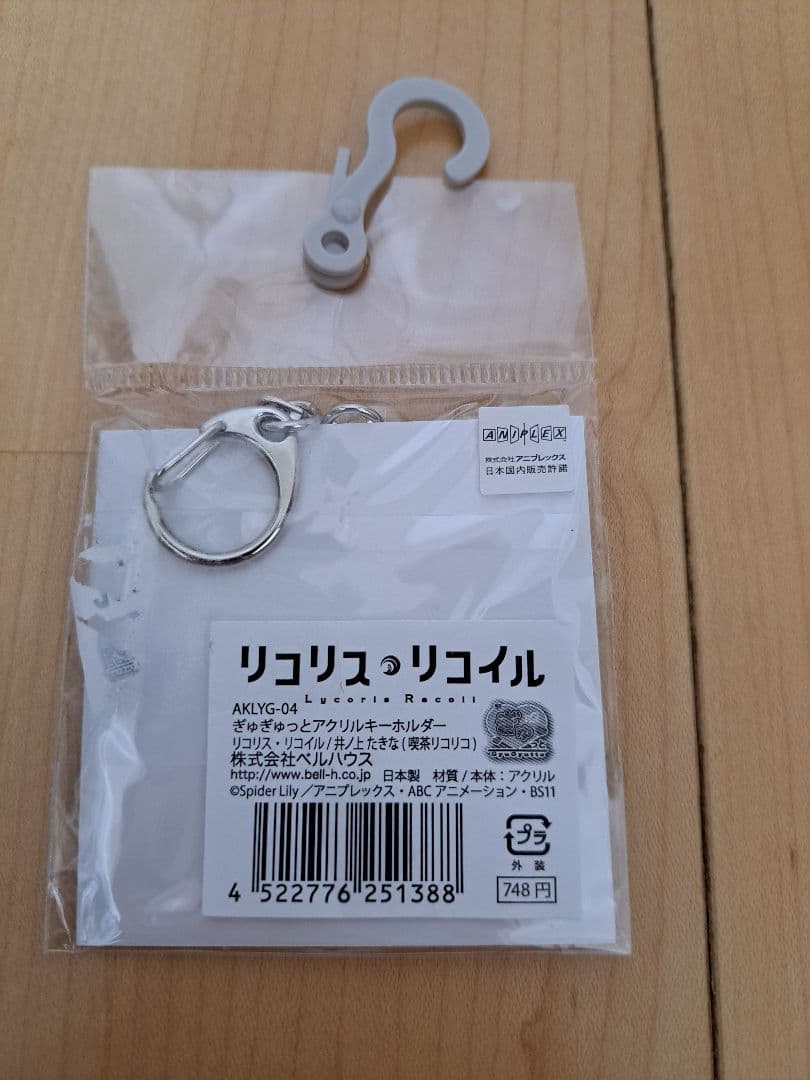 ANIPLEX
株式会社アニプレックス
日本国内販売許諾
リコリス・リコイル
Lycoris Recoil
AKLYG-04
ぎゅぎゅっとアクリルキーホルダー
リコリス・リコイル/井ノ上 たきな(喫茶リコリコ)
株式会社ベルハウス
http://www.bell-h.co.jp 日本製 材質/本体:アクリル
©Spider Lily/アニプレックス・ABC アニメーション・BS11
プラ
外装
4 522776 251388
748円